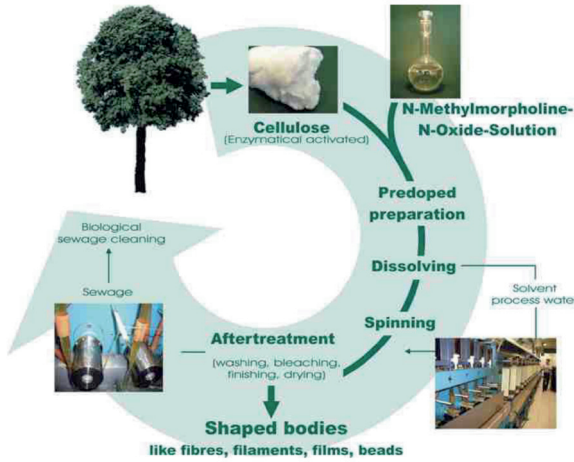 Cellulose
(Enzymatical activated)
N-Methylmorpholine-
N-Oxide-Solution
Predoped
preparation
Biological
sewage cleaning
Dissolving
Sewage
Solvent
process water
Spinning
Aftertreatment
(washing, bleaching,
finishing, drying)
Shaped bodies
like fibres, filaments, films, beads